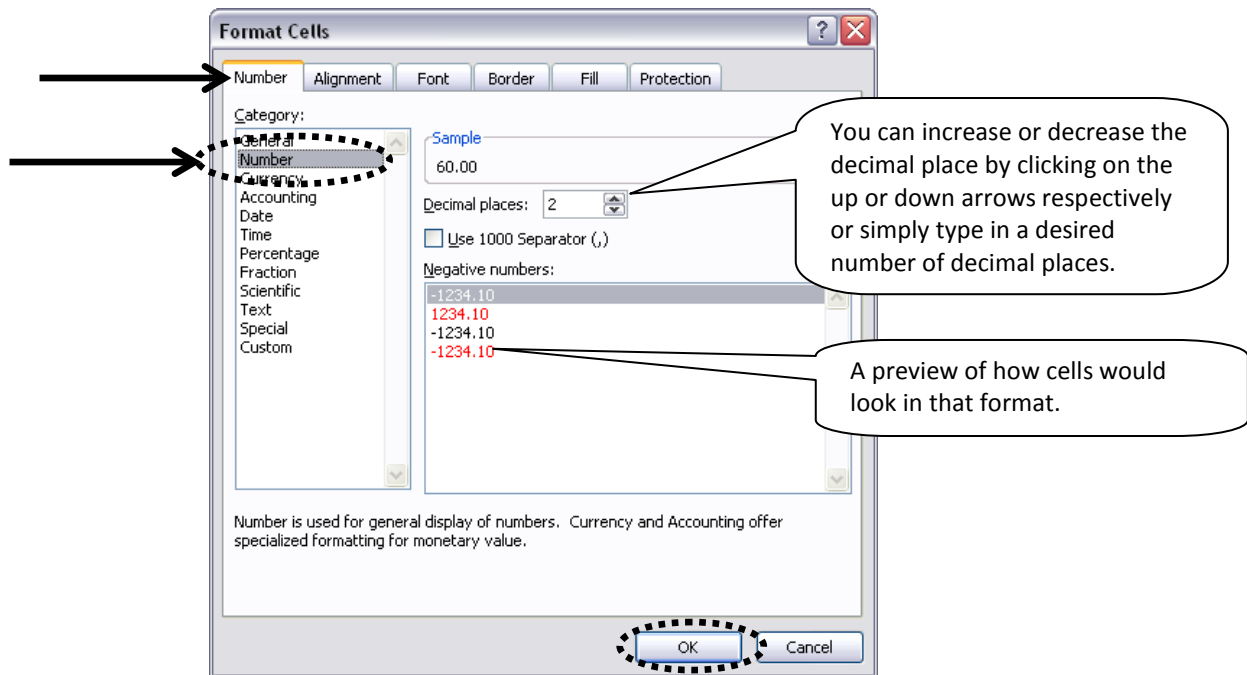 Format Cells
Number Alignment Font Border Fill Protection
Category:
General
Number
Currency
Accounting
Date
Time
Percentage
Fraction
Scientific
Text
Special
Custom
Sample
60.00
Decimal places: 2
Use 1000 Separator (,)
Negative numbers:
-1234.10
1234.10
-1234.10
-1234.10
You can increase or decrease the
decimal place by clicking on the
up or down arrows respectively
or simply type in a desired
number of decimal places.
A preview of how cells would
look in that format.
Number is used for general display of numbers. Currency and Accounting offer
specialized formatting for monetary value.
OK Cancel